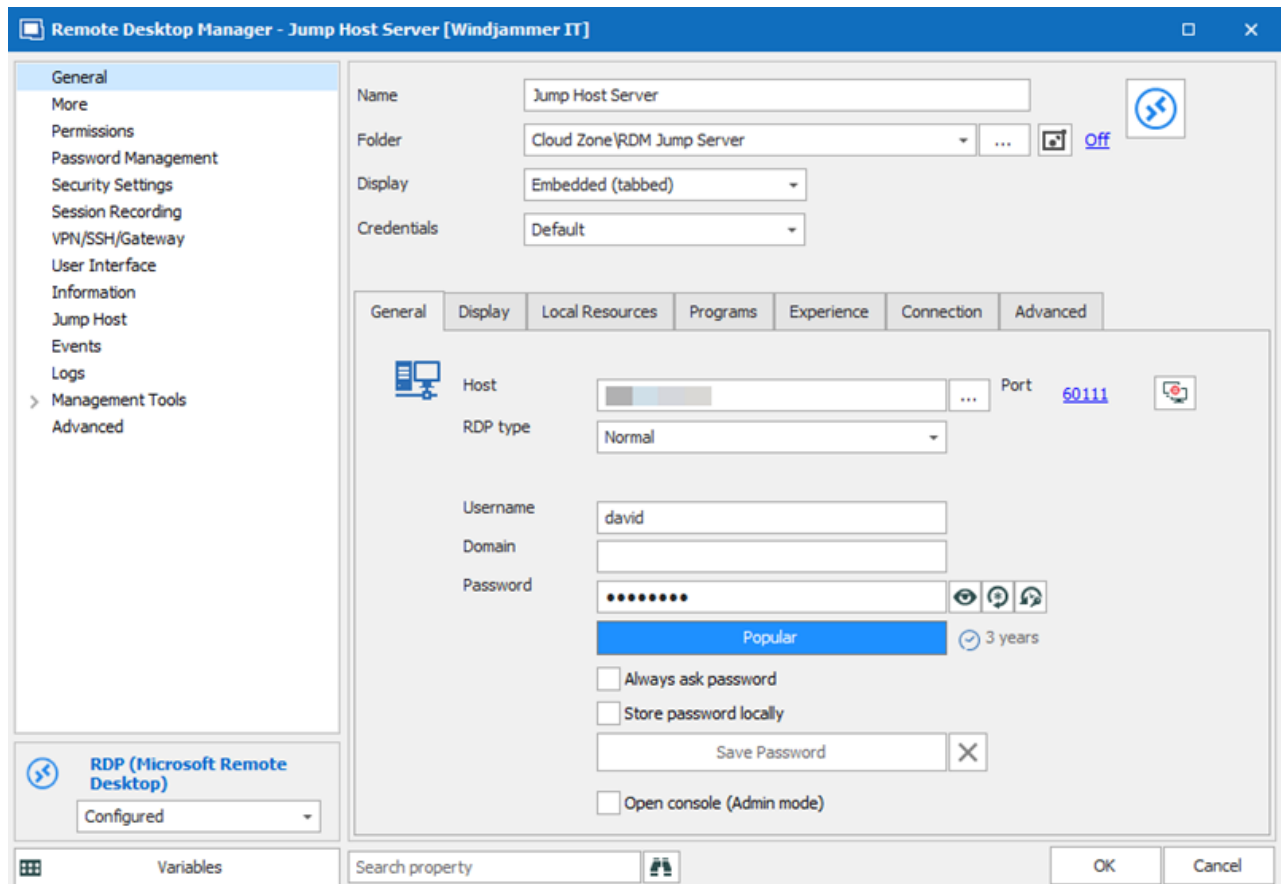 Remote Desktop Manager - Jump Host Server [Windjammer IT]
General
More
Permissions
Password Management
Security Settings
Session Recording
VPN/SSH/Gateway
User Interface
Information
Jump Host
Events
Logs
Management Tools
Advanced
RDP (Microsoft Remote
Desktop)
Configured
Variables
Name
Jump Host Server
Folder
Cloud Zone\RDM Jump Server
...
Off
Display
Embedded (tabbed)
Credentials
Default
General Display Local Resources Programs Experience Connection Advanced
Host
...
Port
60111
RDP type
Normal
Username
david
Domain
Password
••••••••
Popular
3 years
Always ask password
Store password locally
Save Password
Open console (Admin mode)
Search property
OK
Cancel